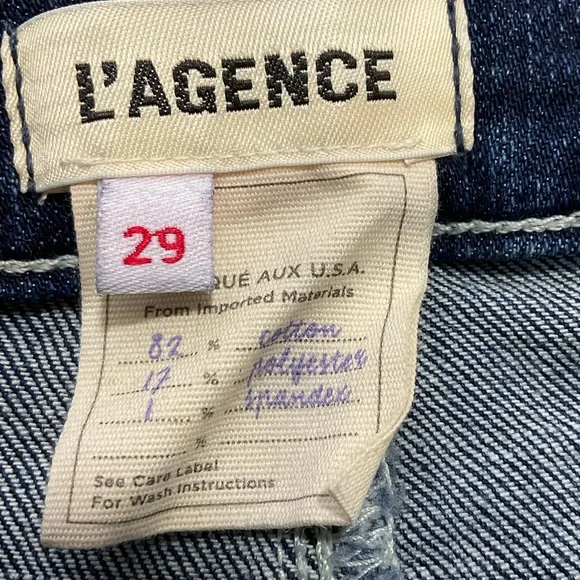 L'AGENCE
29
QUÉ AUX U.S.A.
From Imported Materials
82 % cotton
17 % polyester
1 % spandex
%
See Care Label
For Wash Instructions